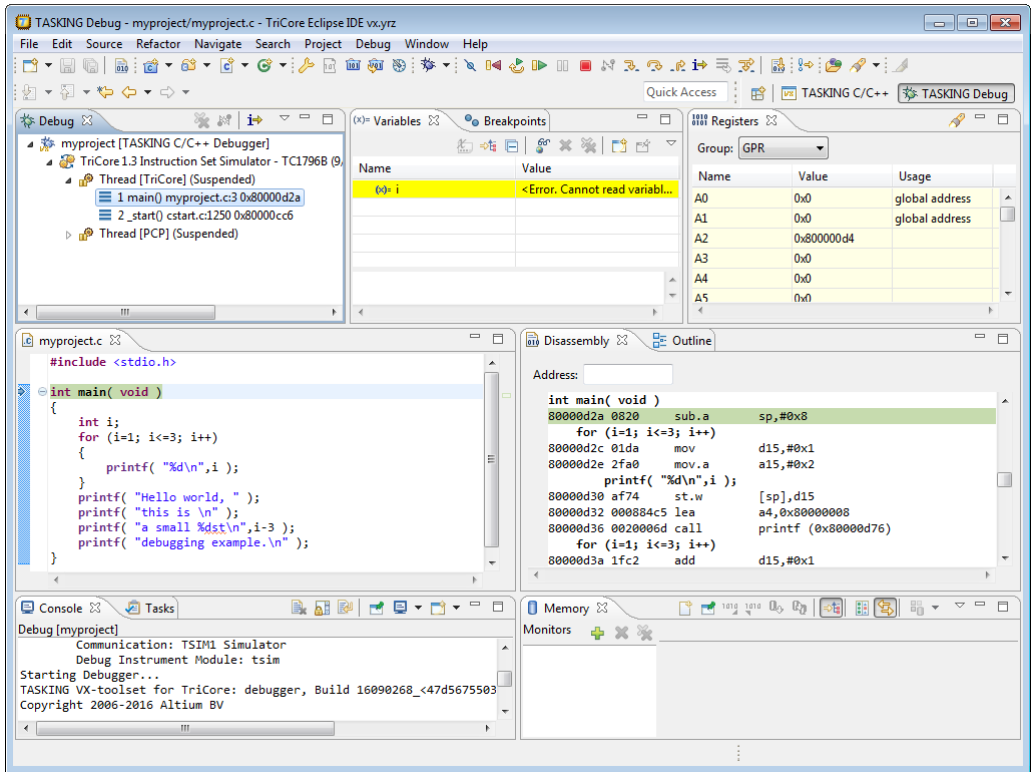 TASKING Debug - myproject/myproject.c - TriCore Eclipse IDE vx.yrz
File Edit Source Refactor Navigate Search Project Debug Window Help
Quick Access TASKING C/C++ TASKING Debug
Debug
myproject [TASKING C/C++ Debugger]
TriCore 1.3 Instruction Set Simulator - TC1796B (9/
Thread [TriCore] (Suspended)
1 main() myproject.c:3 0x80000d2a
2 _start() cstart.c:1250 0x80000cc6
Thread [PCP] (Suspended)
(x)= Variables Breakpoints
Name Value
(x)= i <Error. Cannot read variabl...
Registers
Group: GPR
Name Value Usage
A0 0x0 global address
A1 0x0 global address
A2 0x800000d4
A3 0x0
A4 0x0
A5 0x0
myproject.c
#include <stdio.h>
int main( void )
{
int i;
for (i=1; i<=3; i++)
{
printf( "%d\n",i );
}
printf( "Hello world, " );
printf( "this is \n" );
printf( "a small %dst\n",i-3 );
printf( "debugging example.\n" );
}
Disassembly Outline
Address:
int main( void )
80000d2a 0820 sub.a sp,#0x8
for (i=1; i<=3; i++)
80000d2c 01da mov d15,#0x1
80000d2e 2fa0 mov.a a15,#0x2
printf( "%d\n",i );
80000d30 af74 st.w [sp],d15
80000d32 000884c5 lea a4,0x80000008
80000d36 0020006d call printf (0x80000d76)
for (i=1; i<=3; i++)
80000d3a 1fc2 add d15,#0x1
Console Tasks
Debug [myproject]
Communication: TSIM1 Simulator
Debug Instrument Module: tsim
Starting Debugger...
TASKING VX-toolset for TriCore: debugger, Build 16090268_<47d5675503
Copyright 2006-2016 Altium BV
Memory
Monitors